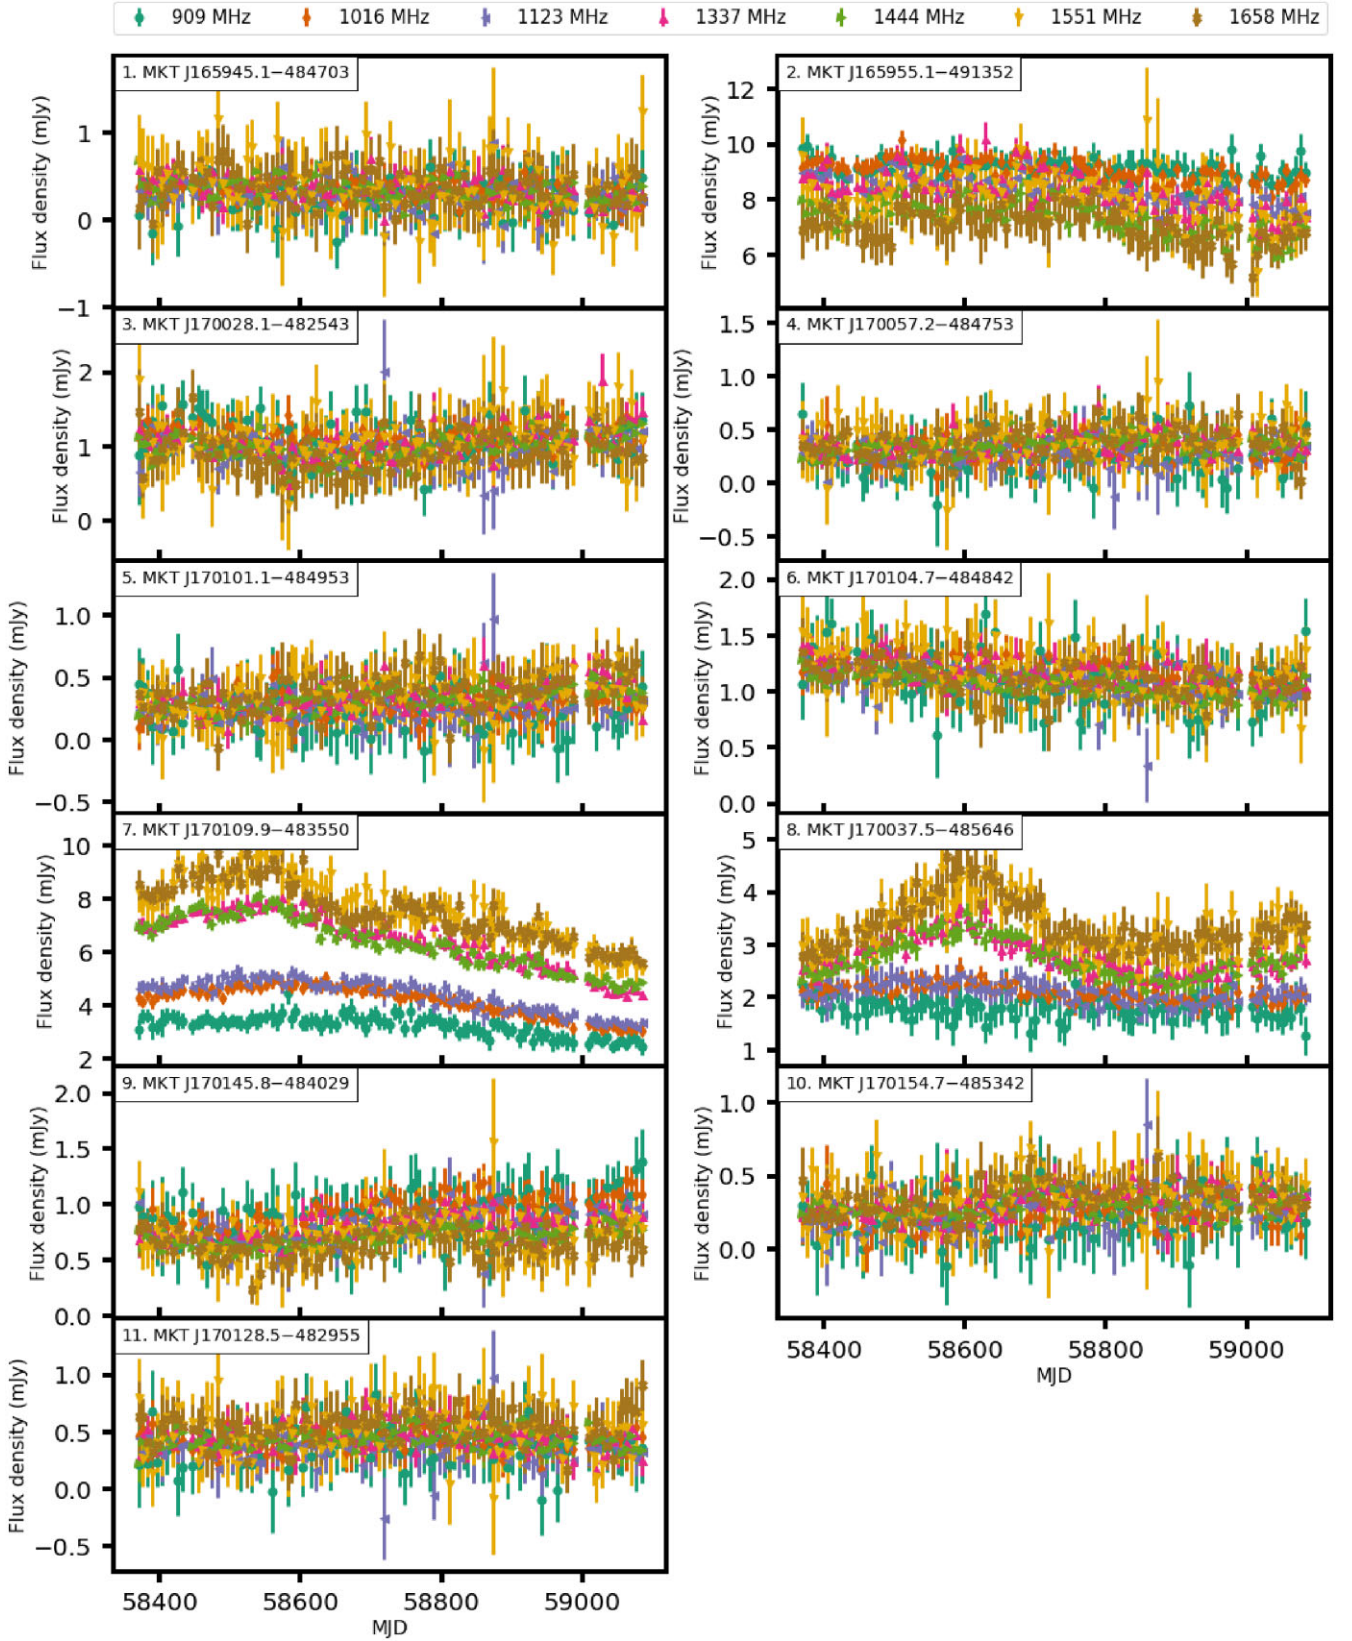 909 MHz 1016 MHz 1123 MHz 1337 MHz 1444 MHz 1551 MHz 1658 MHz
1. MKT J165945.1−484703
Flux density (mJy)
1
0
−1
2. MKT J165955.1−491352
Flux density (mJy)
12
10
8
6
3. MKT J170028.1−482543
Flux density (mJy)
2
1
0
4. MKT J170057.2−484753
Flux density (mJy)
1.5
1.0
0.5
0.0
−0.5
5. MKT J170101.1−484953
Flux density (mJy)
1.0
0.5
0.0
−0.5
6. MKT J170104.7−484842
Flux density (mJy)
2.0
1.5
1.0
0.5
0.0
7. MKT J170109.9−483550
Flux density (mJy)
10
8
6
4
2
8. MKT J170037.5−485646
Flux density (mJy)
5
4
3
2
1
9. MKT J170145.8−484029
Flux density (mJy)
2.0
1.5
1.0
0.5
0.0
10. MKT J170154.7−485342
Flux density (mJy)
1.0
0.5
0.0
58400 58600 58800 59000
MJD
11. MKT J170128.5−482955
Flux density (mJy)
1.0
0.5
0.0
−0.5
58400 58600 58800 59000
MJD